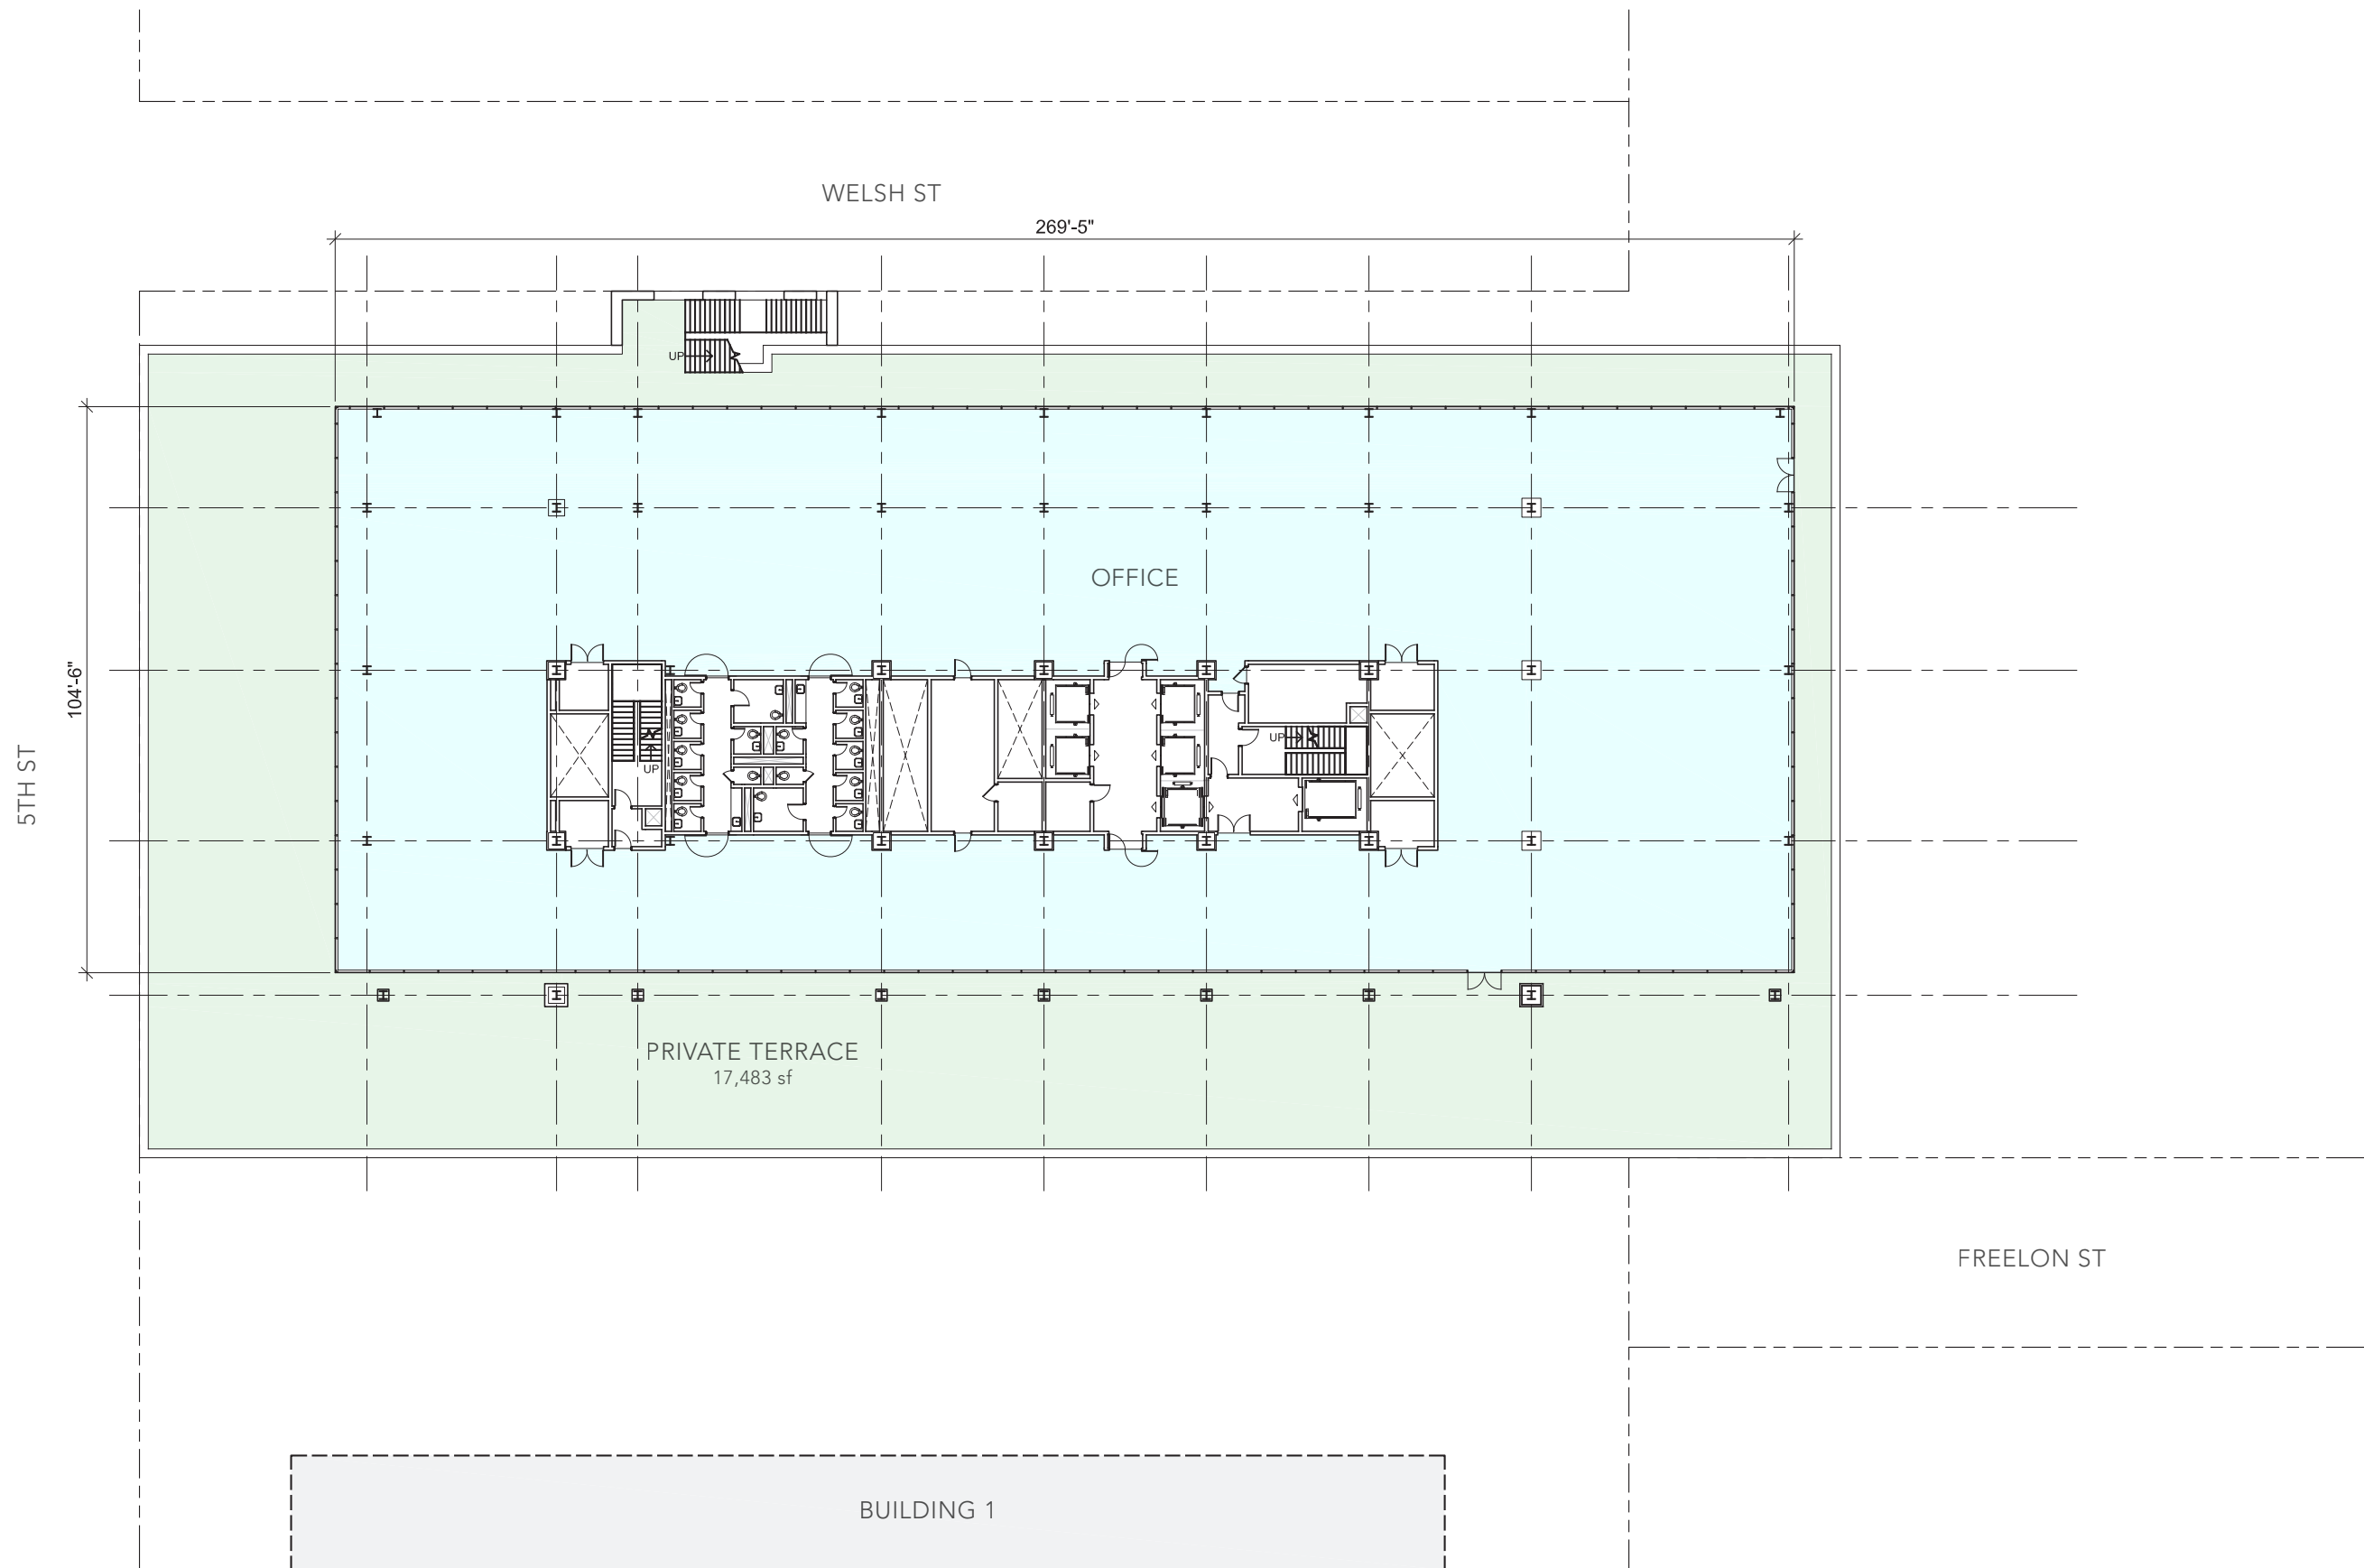 WELSH ST
269'-5"
UP
OFFICE
104'-6"
5TH ST
UP
UP
PRIVATE TERRACE
17,483 sf
FREELON ST
BUILDING 1